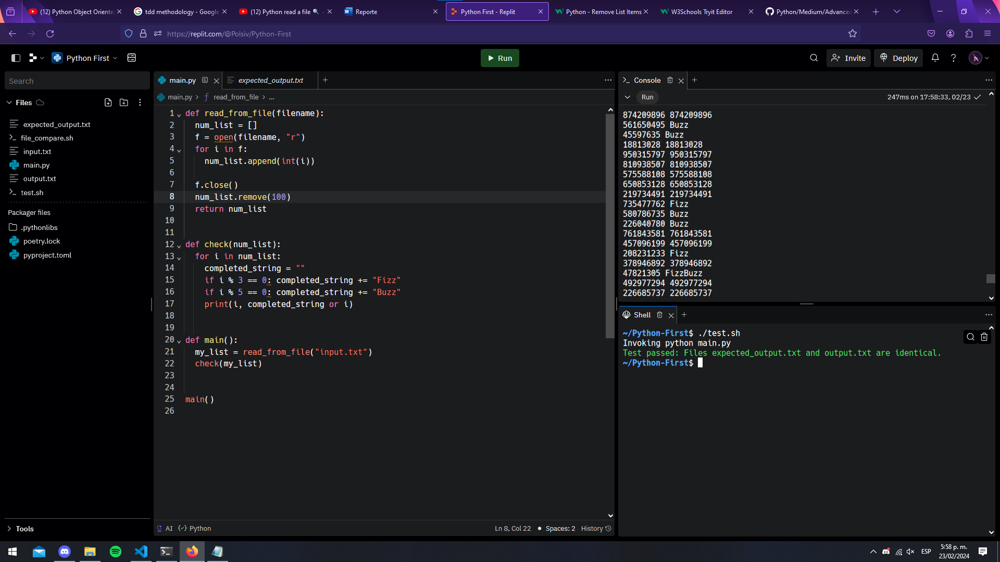 (12) Python Object Oriente
tdd methodology - Google
(12) Python read a file 🔍 -
Reporte
Python First - Replit
Python - Remove List Items
W3Schools Tryit Editor
Python/Medium/Advanced
https://replit.com/@Polsiv/Python-First
Python First
Run
Invite
Deploy
Search
Files
expected_output.txt
file_compare.sh
input.txt
main.py
output.txt
test.sh
Packager files
.pythonlibs
poetry.lock
pyproject.toml
Tools
main.py
expected_output.txt
main.py > read_from_file > ...
1 def read_from_file(filename):
2 num_list = []
3 f = open(filename, "r")
4 for i in f:
5 num_list.append(int(i))
6
7 f.close()
8 num_list.remove(100)
9 return num_list
10
11
12 def check(num_list):
13 for i in num_list:
14 completed_string = ""
15 if i % 3 == 0: completed_string += "Fizz"
16 if i % 5 == 0: completed_string += "Buzz"
17 print(i, completed_string or i)
18
19
20 def main():
21 my_list = read_from_file("input.txt")
22 check(my_list)
23
24
25 main()
26
AI
Python
Ln 8, Col 22
Spaces: 2
History
Console
Run
247ms on 17:58:33, 02/23
874209896 874209896
561650495 Buzz
45597635 Buzz
18813028 18813028
950315797 950315797
810938507 810938507
575588108 575588108
650853128 650853128
219734491 219734491
735477762 Fizz
580786735 Buzz
226040780 Buzz
761843581 761843581
457096199 457096199
208231233 Fizz
378946892 378946892
47821305 FizzBuzz
492977294 492977294
226685737 226685737
Shell
~/Python-First$ ./test.sh
Invoking python main.py
Test passed: Files expected_output.txt and output.txt are identical.
~/Python-First$
ESP
5:58 p. m.
23/02/2024